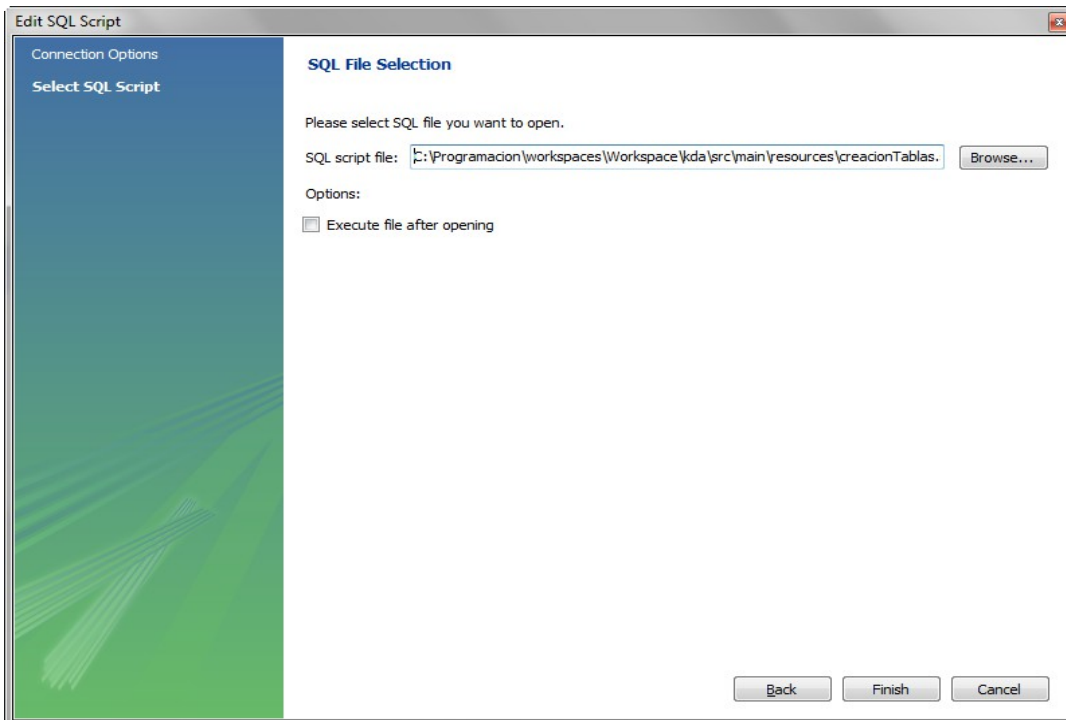 Edit SQL Script
Connection Options
Select SQL Script
SQL File Selection
Please select SQL file you want to open.
SQL script file: C:\Programacion\workspaces\Workspace\kda\src\main\resources\creacionTablas. Browse...
Options:
Execute file after opening
Back Finish Cancel